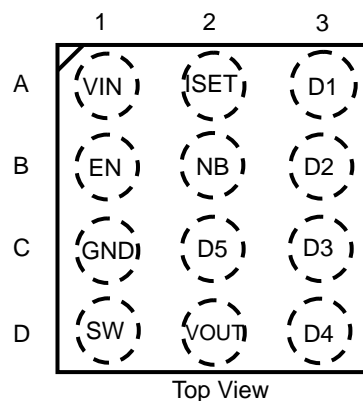 1 2 3
A VIN ISET D1
B EN NB D2
C GND D5 D3
D SW VOUT D4
Top View